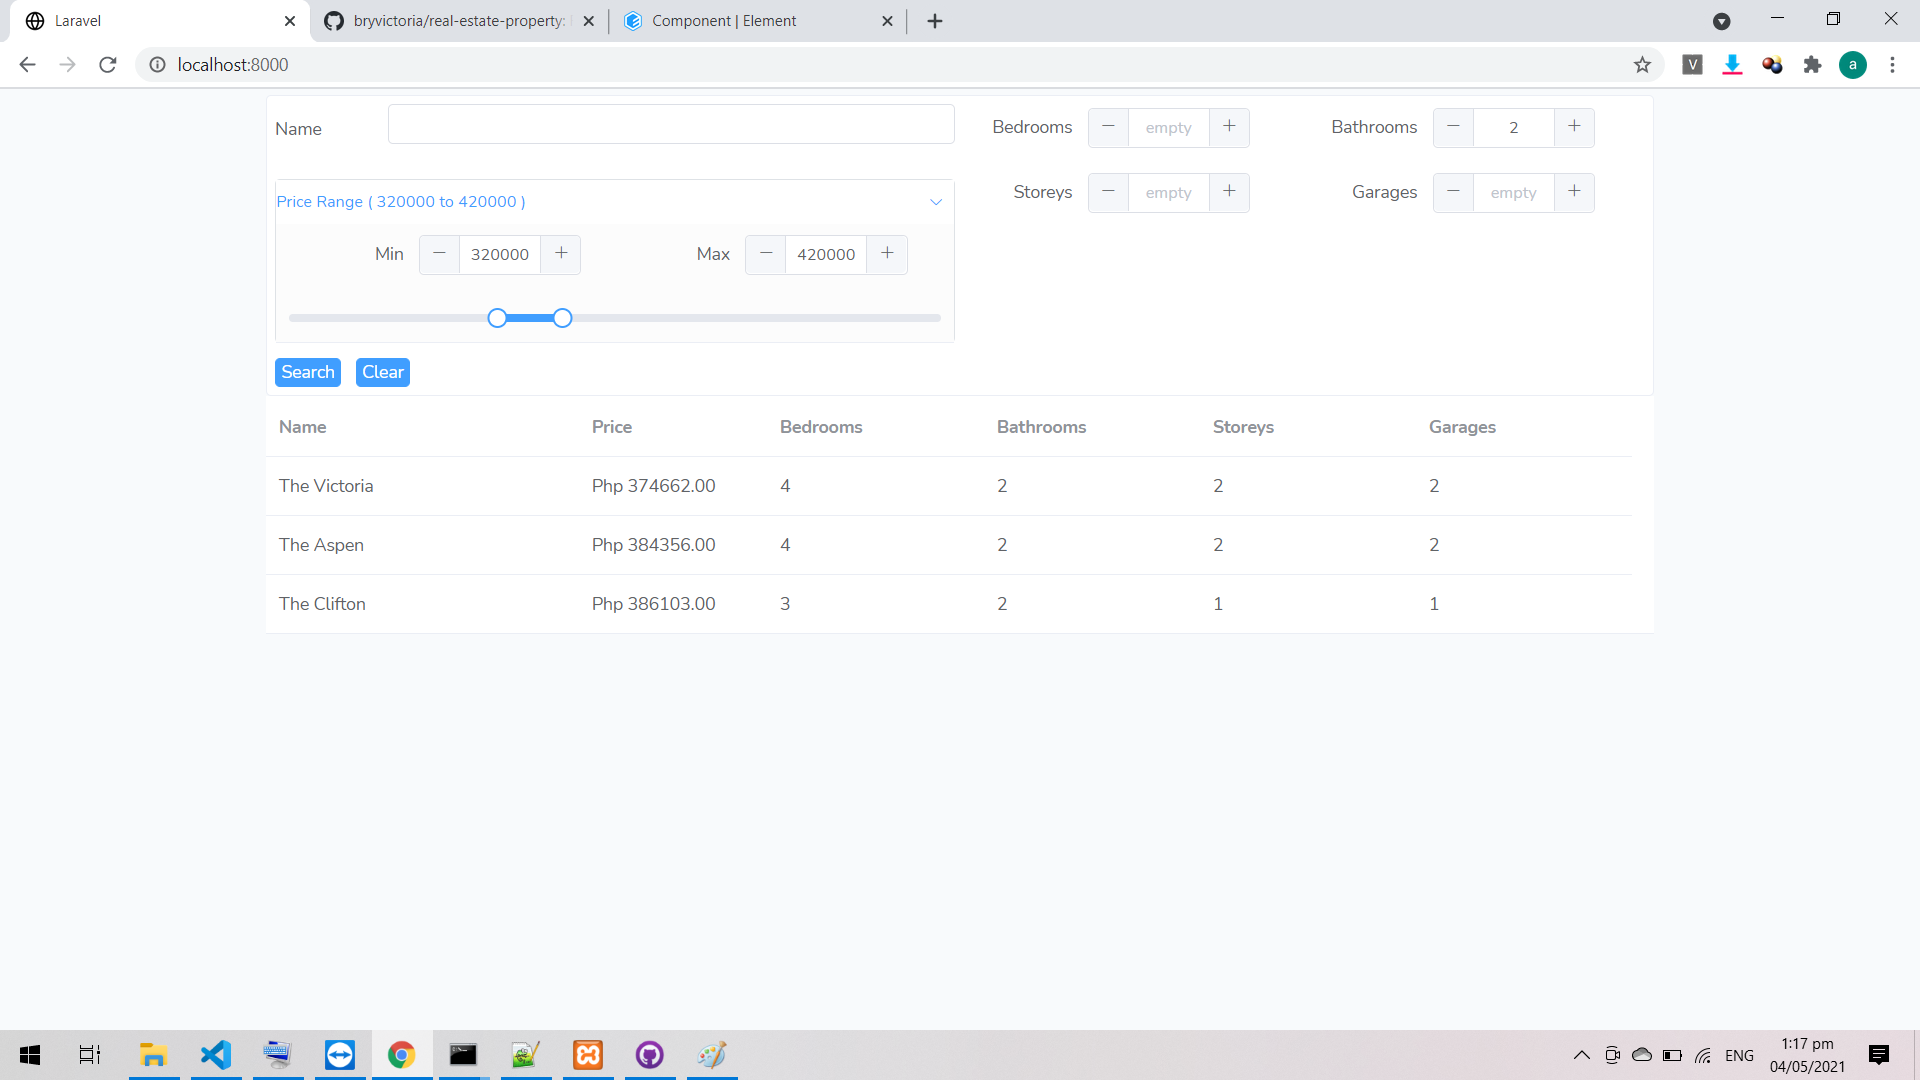 Laravel
bryvictoria/real-estate-property:
Component | Element
localhost:8000
V
a
Name
Bedrooms
empty
Bathrooms
2
Price Range ( 320000 to 420000 )
Storeys
empty
Garages
empty
Min
320000
Max
420000
Search
Clear
Name Price Bedrooms Bathrooms Storeys Garages
The Victoria Php 374662.00 4 2 2 2
The Aspen Php 384356.00 4 2 2 2
The Clifton Php 386103.00 3 2 1 1
ENG
1:17 pm
04/05/2021